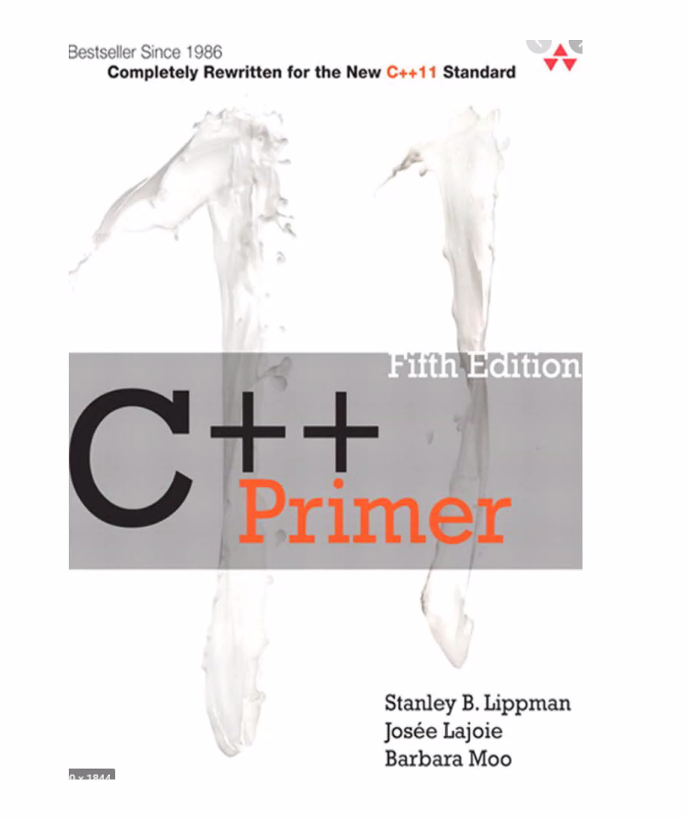 Bestseller Since 1986
Completely Rewritten for the New C++11 Standard
Fifth Edition
C++
Primer
Stanley B. Lippman
Josée Lajoie
Barbara Moo
x 1844